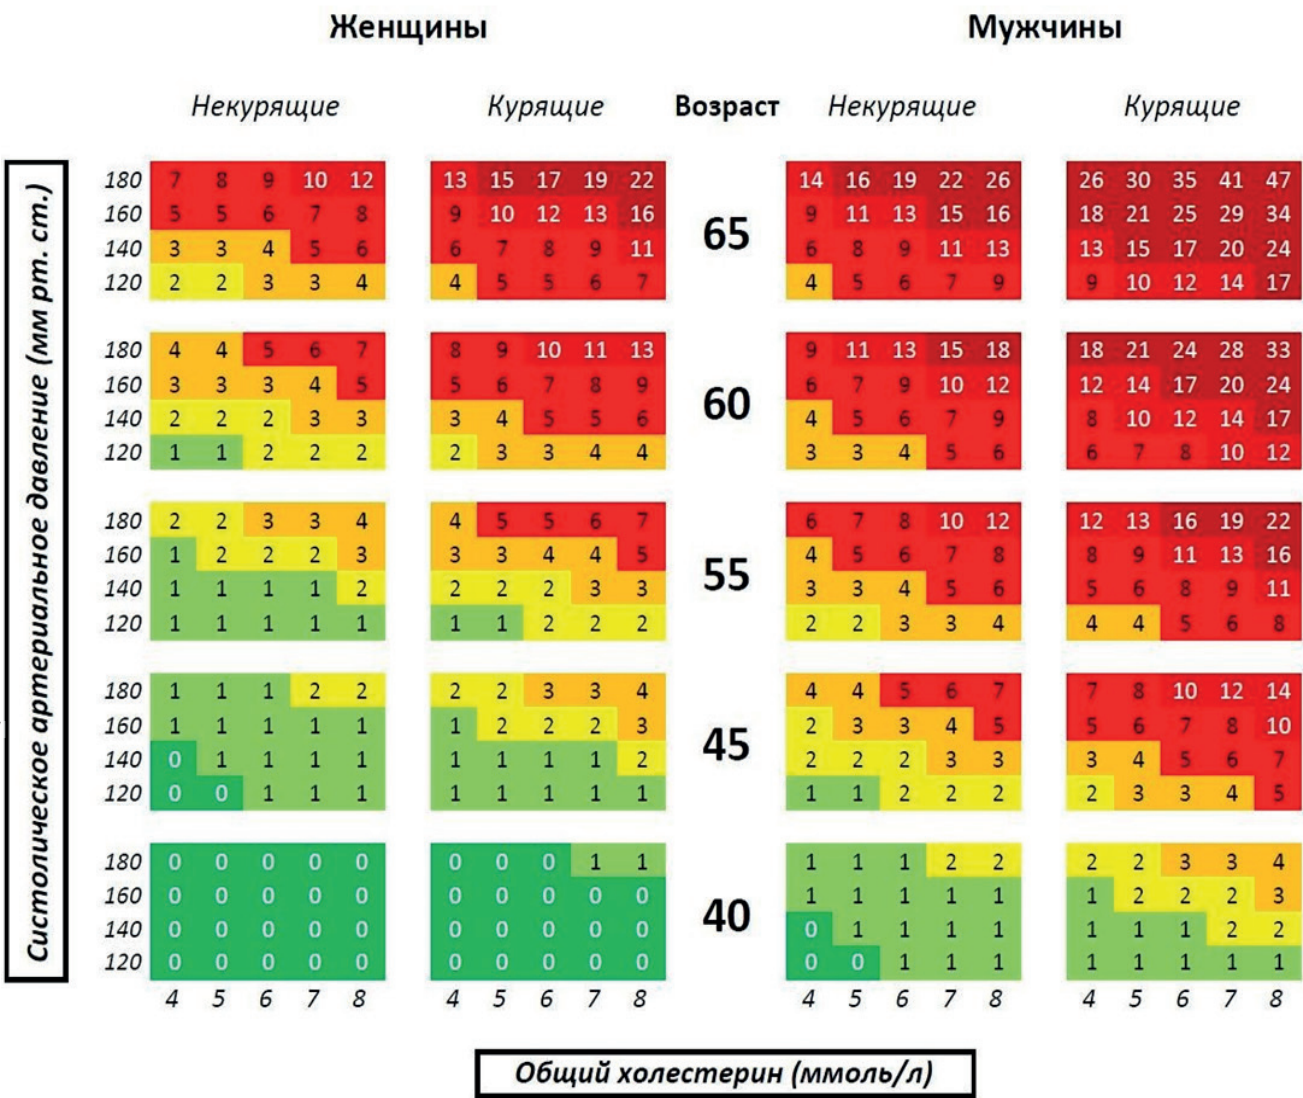 Женщины Мужчины
Некурящие Курящие Возраст Некурящие Курящие
Систолическое артериальное давление (мм рт. ст.)
180 7 8 9 10 12 13 15 17 19 22 14 16 19 22 26 26 30 35 41 47
160 5 5 6 7 8 9 10 12 13 16 9 11 13 15 16 18 21 25 29 34
65
140 3 3 4 5 6 6 7 8 9 11 6 8 9 11 13 13 15 17 20 24
120 2 2 3 3 4 4 5 5 6 7 4 5 6 7 9 9 10 12 14 17
180 4 4 5 6 7 8 9 10 11 13 9 11 13 15 18 18 21 24 28 33
160 3 3 3 4 5 5 6 7 8 9 6 7 9 10 12 12 14 17 20 24
60
140 2 2 2 3 3 3 4 5 5 6 4 5 6 7 9 8 10 12 14 17
120 1 1 2 2 2 2 3 3 4 4 3 3 4 5 6 6 7 8 10 12
180 2 2 3 3 4 4 5 5 6 7 6 7 8 10 12 12 13 16 19 22
160 1 2 2 2 3 3 3 4 4 5 4 5 6 7 8 8 9 11 13 16
55
140 1 1 1 1 2 2 2 2 3 3 3 3 4 5 6 5 6 8 9 11
120 1 1 1 1 1 1 1 2 2 2 2 2 3 3 4 4 4 5 6 8
180 1 1 1 2 2 2 2 3 3 4 4 4 5 6 7 7 8 10 12 14
160 1 1 1 1 1 1 2 2 2 3 2 3 3 4 5 5 6 7 8 10
45
140 0 1 1 1 1 1 1 1 1 2 2 2 2 3 3 3 4 5 6 7
120 0 0 1 1 1 1 1 1 1 1 1 1 2 2 2 2 3 3 4 5
180 0 0 0 0 0 0 0 0 1 1 1 1 1 2 2 2 2 3 3 4
160 0 0 0 0 0 0 0 0 0 0 1 1 1 1 1 1 2 2 2 3
40
140 0 0 0 0 0 0 0 0 0 0 0 1 1 1 1 1 1 1 2 2
120 0 0 0 0 0 0 0 0 0 0 0 0 1 1 1 1 1 1 1 1
4 5 6 7 8 4 5 6 7 8 4 5 6 7 8 4 5 6 7 8
Общий холестерин (ммоль/л)